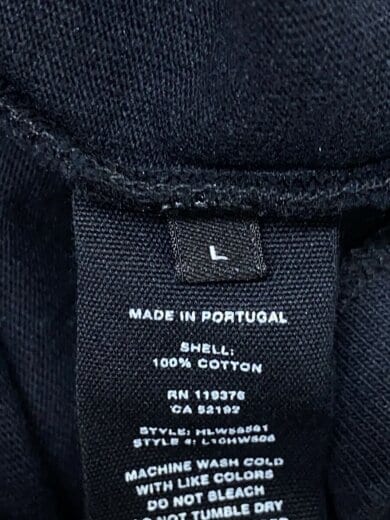 L
MADE IN PORTUGAL
SHELL:
100% COTTON
RN 119376
CA 52192
STYLE:
STYLE #:
MACHINE WASH COLD
WITH LIKE COLORS
DO NOT BLEACH
DO NOT TUMBLE DRY